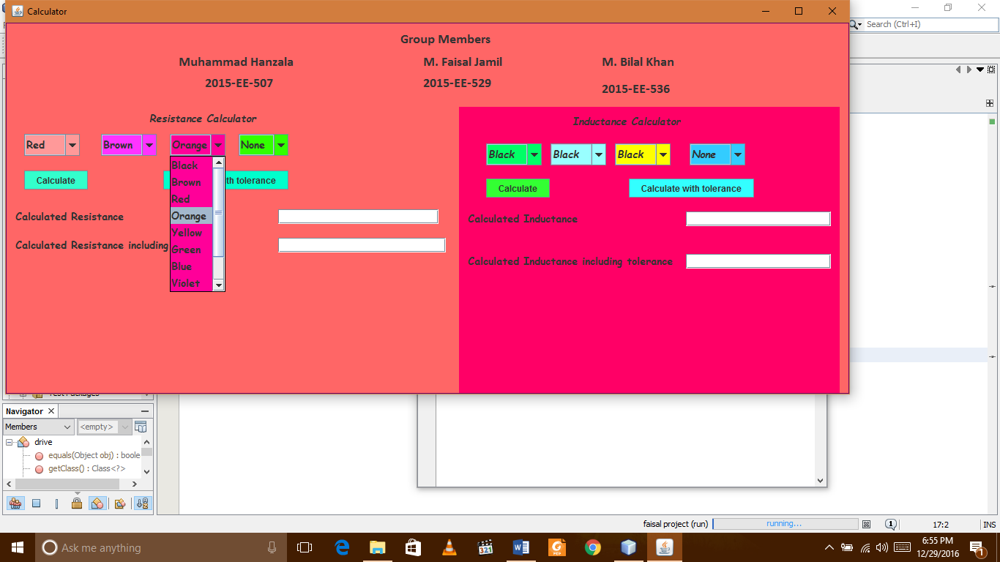 Calculator
Search (Ctrl+I)
Group Members
Muhammad Hanzala M. Faisal Jamil M. Bilal Khan
2015-EE-507 2015-EE-529 2015-EE-536
Resistance Calculator
Red Brown Orange None
Black
Brown
Red
Orange
Yellow
Green
Blue
Violet
Calculate th tolerance
Calculated Resistance
Calculated Resistance including
Inductance Calculator
Black Black Black None
Calculate Calculate with tolerance
Calculated Inductance
Calculated Inductance including tolerance
Navigator
Members <empty>
drive
equals(Object obj) : boole
getClass() : Class<?>
faisal project (run) running... 1 17:2 INS
Ask me anything
321
W
PDF
6:55 PM
12/29/2016
1